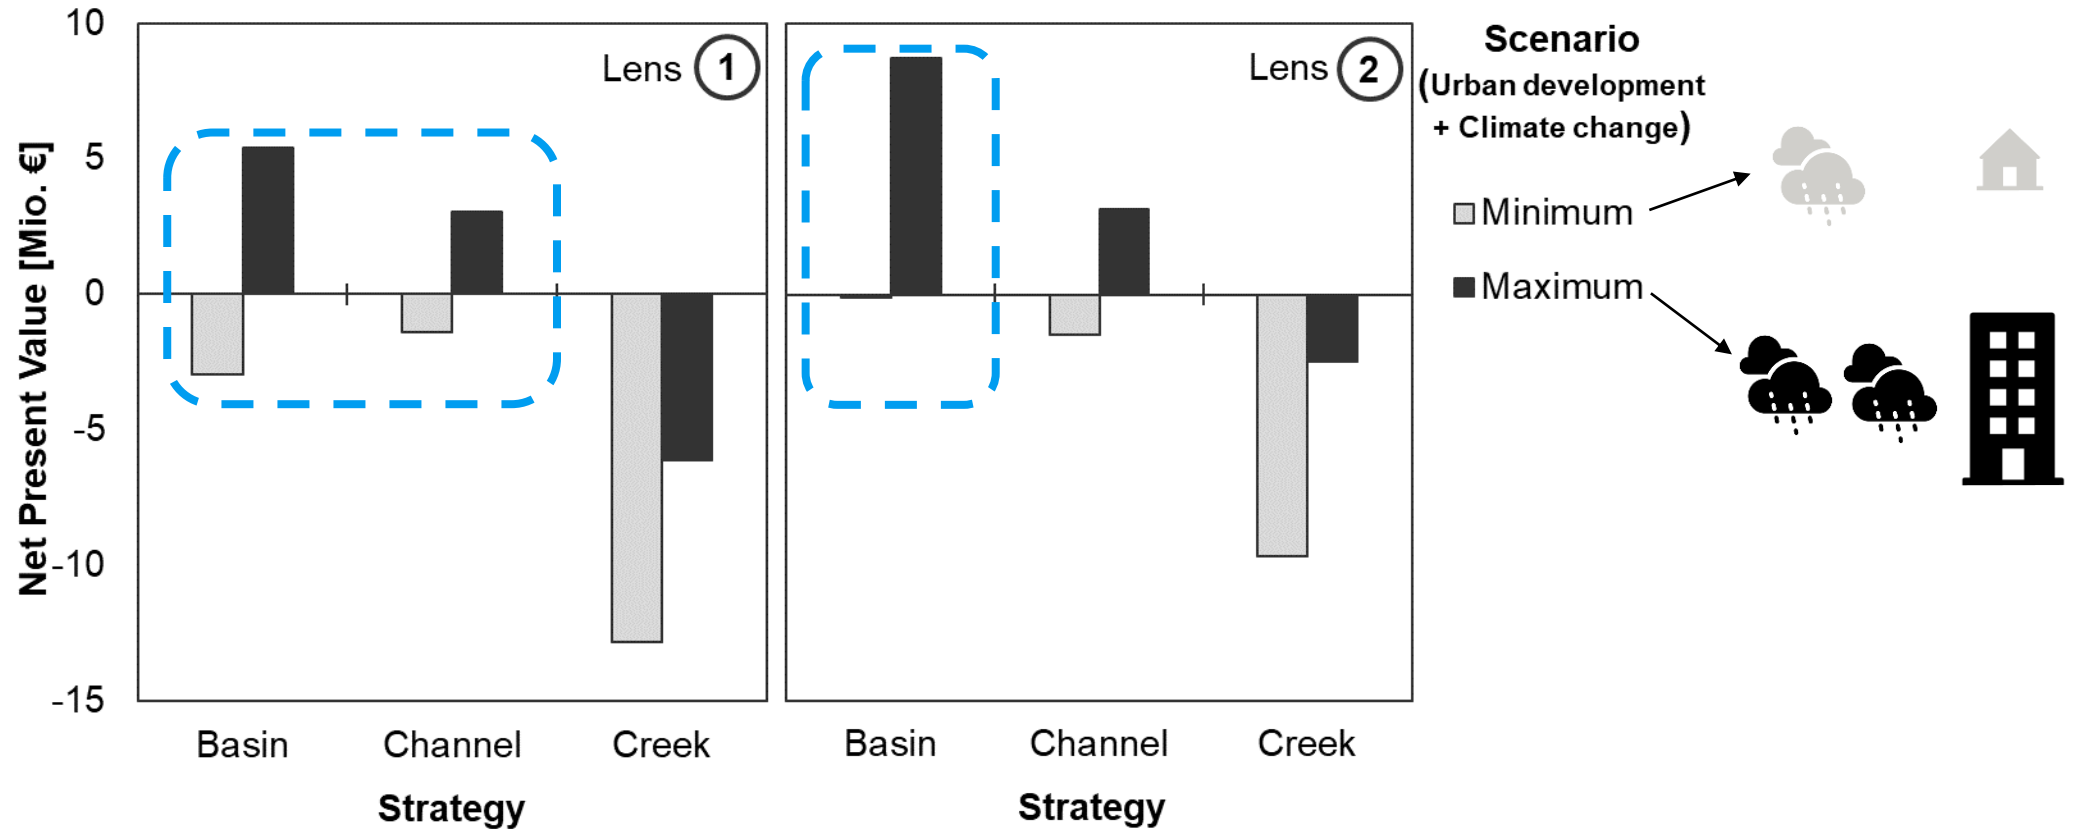 Net Present Value [Mio. €]
10
5
0
-5
-10
-15
Lens 1
Basin
Channel
Creek
Strategy
Lens 2
Basin
Channel
Creek
Strategy
Scenario
(Urban development
+ Climate change)
Minimum
Maximum